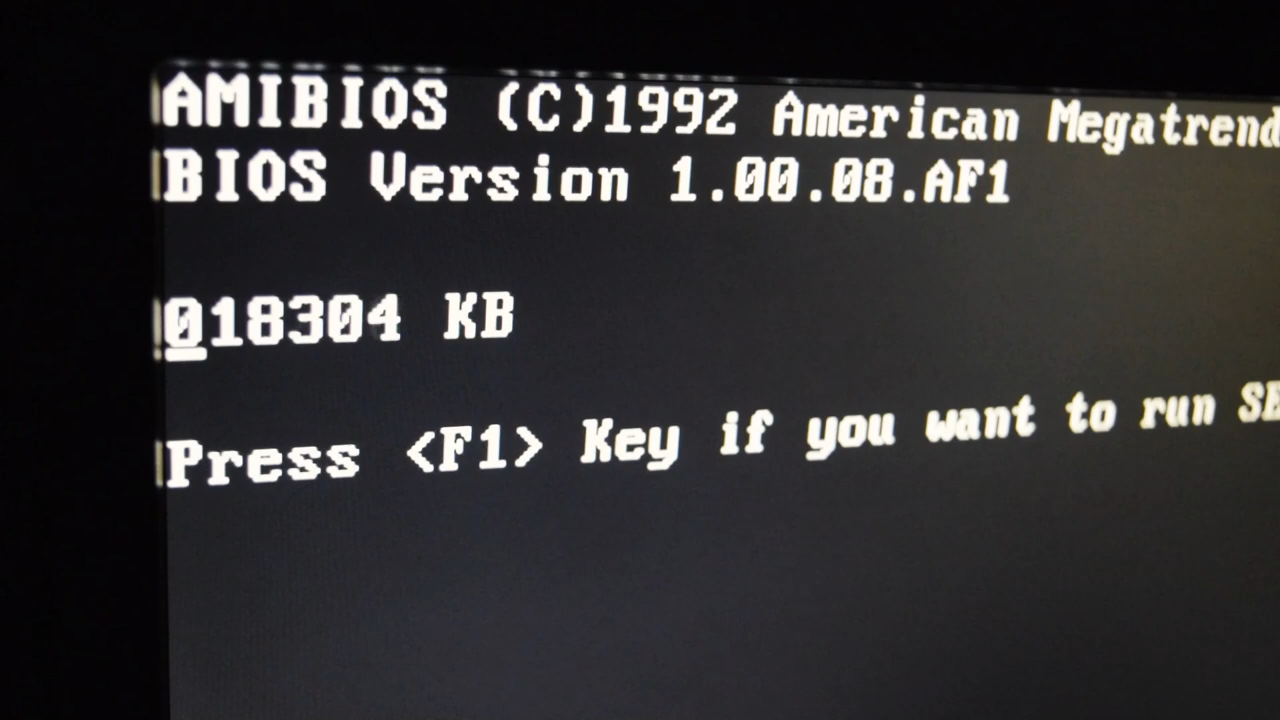 AMIBIOS (C)1992 American Megatrend
BIOS Version 1.00.08.AF1
018304 KB
Press <F1> Key if you want to run SE